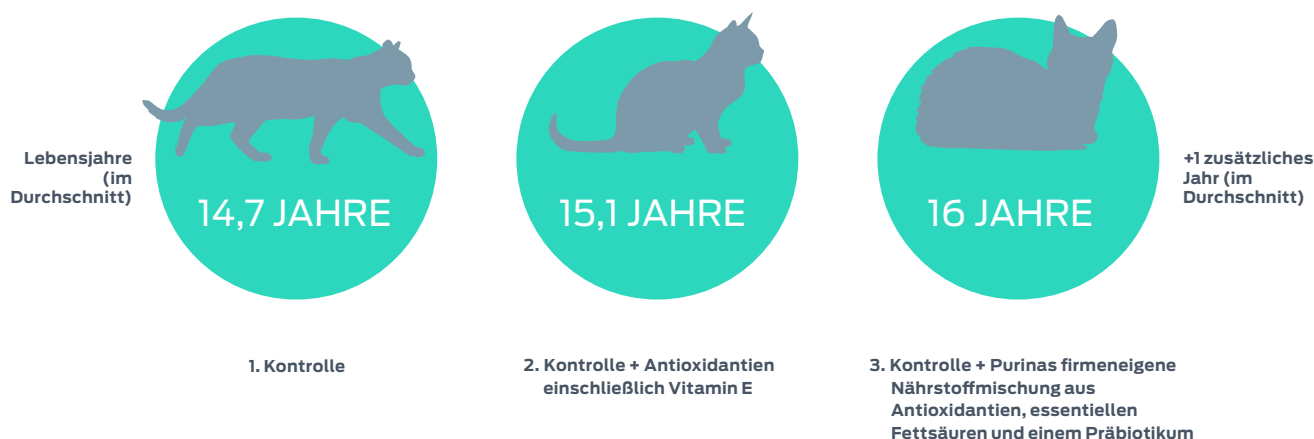 Lebensjahre
(im
Durchschnitt)
14,7 JAHRE
15,1 JAHRE
16 JAHRE
+1 zusätzliches
Jahr (im
Durchschnitt)
1. Kontrolle
2. Kontrolle + Antioxidantien
einschließlich Vitamin E
3. Kontrolle + Purinas firmeneigene
Nährstoffmischung aus
Antioxidantien, essentiellen
Fettsäuren und einem Präbiotikum